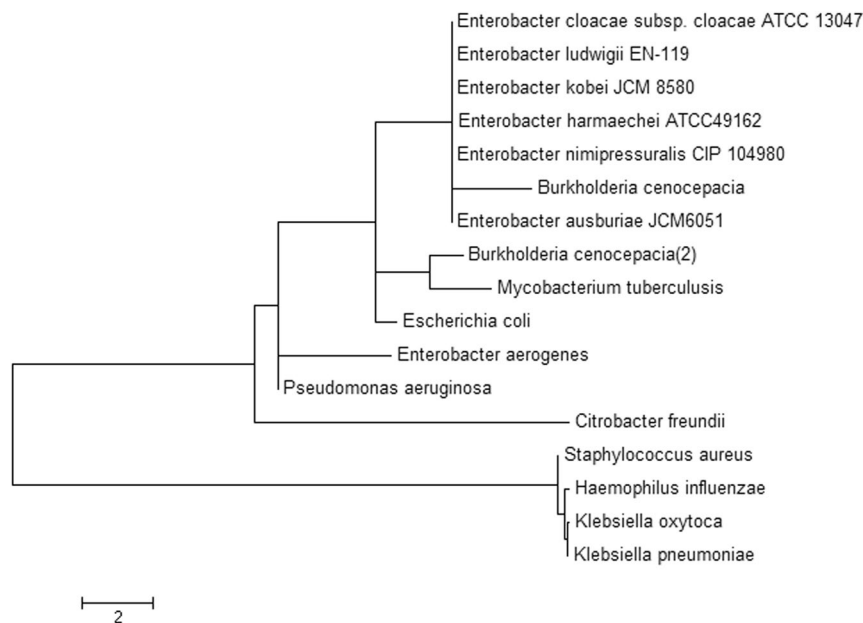 Enterobacter cloacae subsp. cloacae ATCC 13047
Enterobacter ludwigii EN-119
Enterobacter kobei JCM 8580
Enterobacter harmaechei ATCC49162
Enterobacter nimipressuralis CIP 104980
Burkholderia cenocepacia
Enterobacter ausburiae JCM6051
Burkholderia cenocepacia(2)
Mycobacterium tuberculusis
Escherichia coli
Enterobacter aerogenes
Pseudomonas aeruginosa
Citrobacter freundii
Staphylococcus aureus
Haemophilus influenzae
Klebsiella oxytoca
Klebsiella pneumoniae
2